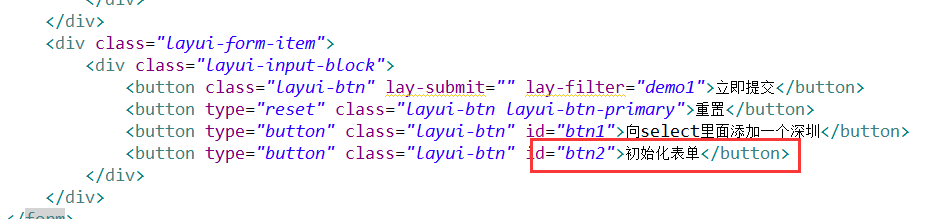 </div>
</div>
<div class="layui-form-item">
<div class="layui-input-block">
<button class="layui-btn" lay-submit="" lay-filter="demo1">立即提交</button>
<button type="reset" class="layui-btn layui-btn-primary">重置</button>
<button type="button" class="layui-btn" id="btn1">向select里面添加一个深圳</button>
<button type="button" class="layui-btn" id="btn2">初始化表单</button>
</div>
</div>
</form>